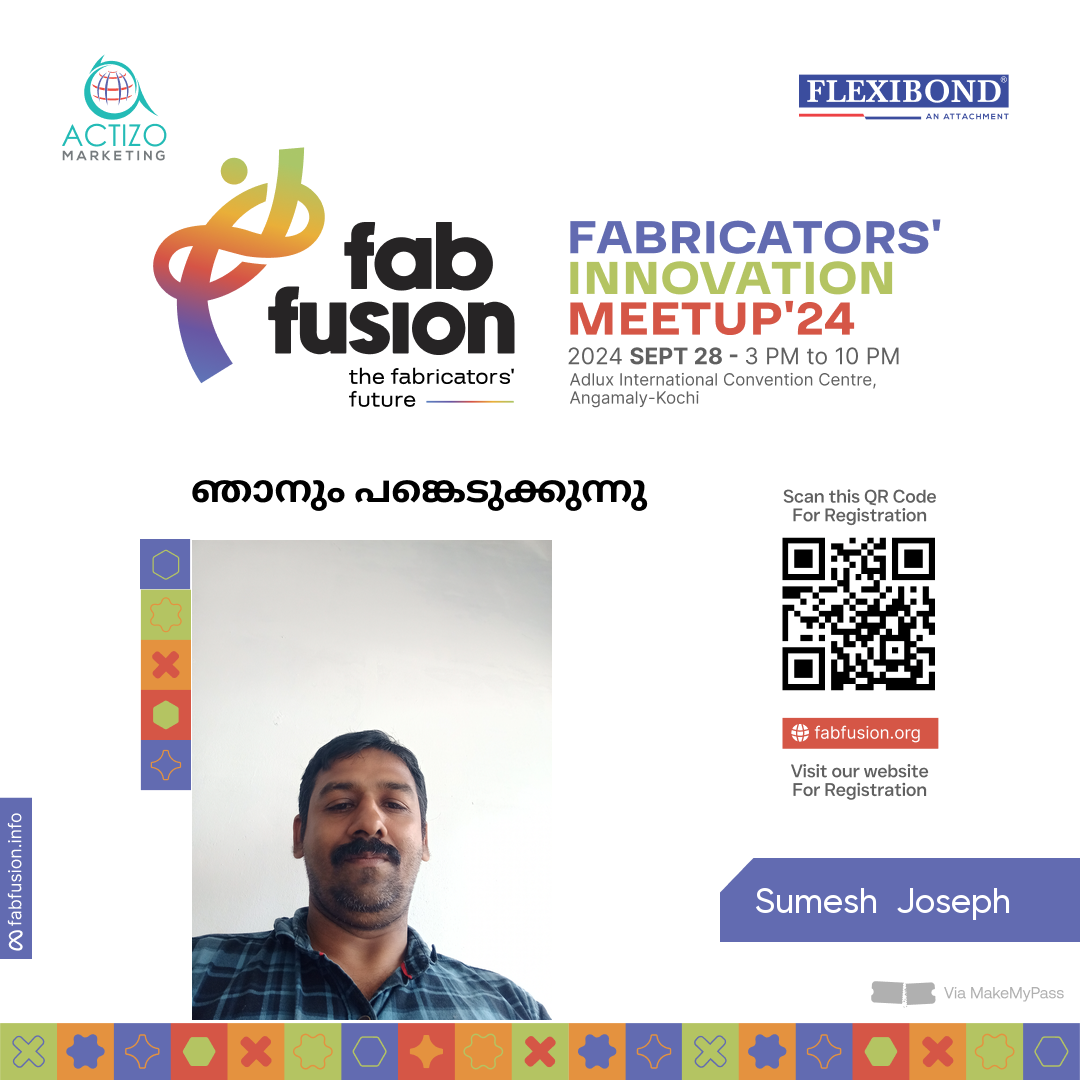 ACTIZO
MARKETING
FLEXIBOND®
AN ATTACHMENT
fab
fusion
the fabricators'
future
FABRICATORS'
INNOVATION
MEETUP'24
2024 SEPT 28 - 3 PM to 10 PM
Adlux International Convention Centre,
Angamaly-Kochi
ഞാനും പങ്കെടുക്കുന്നു
Scan this QR Code
For Registration
fabfusion.org
Visit our website
For Registration
fabfusion.info
Sumesh Joseph
Via MakeMyPass